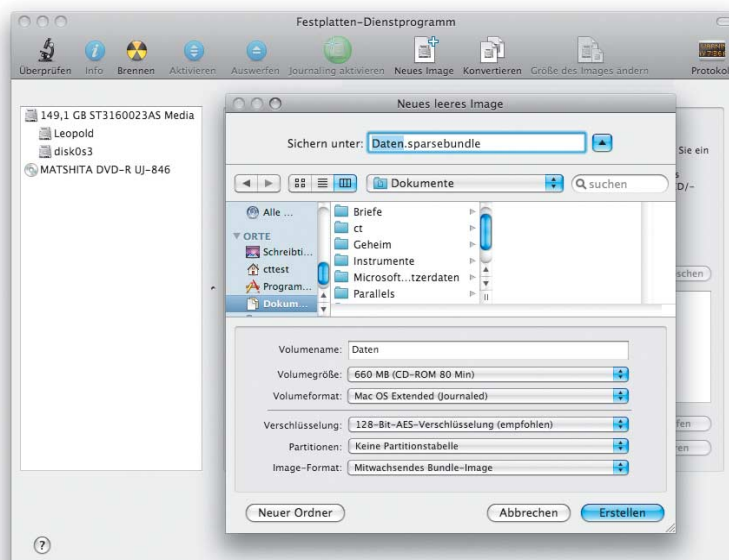 Festplatten-Dienstprogramm
Überprüfen Info Brennen Aktivieren Auswerfen Journaling aktivieren Neues Image Konvertieren Größe des Images ändern Protokol
149,1 GB ST3160023AS Media
Leopold
disk0s3
MATSHITA DVD-R UJ-846
Neues leeres Image
Sichern unter: Daten.sparsebundle
Dokumente
suchen
Alle ...
ORTE
Schreibti...
cttest
Program...
Dokum...
Briefe
ct
Geheim
Instrumente
Microsoft...tzerdaten
Parallels
Volumename: Daten
Volumegröße: 660 MB (CD-ROM 80 Min)
Volumeformat: Mac OS Extended (Journaled)
Verschlüsselung: 128-Bit-AES-Verschlüsselung (empfohlen)
Partitionen: Keine Partitionstabelle
Image-Format: Mitwachsendes Bundle-Image
Neuer Ordner
Abbrechen
Erstellen
Sie ein
s
D/-
schen
fen
en
?